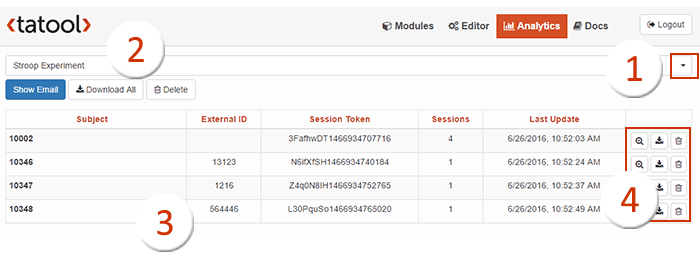 ‹tatool›
Modules Editor Analytics Docs Logout
2
Stroop Experiment
1
Show Email Download All Delete
Subject External ID Session Token Sessions Last Update
10002 3FafhwDT1466934707716 4 6/26/2016, 10:52:03 AM
10346 13123 N6IfXfSH1466934740184 1 6/26/2016, 10:52:24 AM
10347 1216 Z4q0N8IH1466934752765 1 6/26/2016, 10:52:37 AM
10348 564446 L30PquSo1466934765020 1 6/26/2016, 10:52:49 AM
4
3